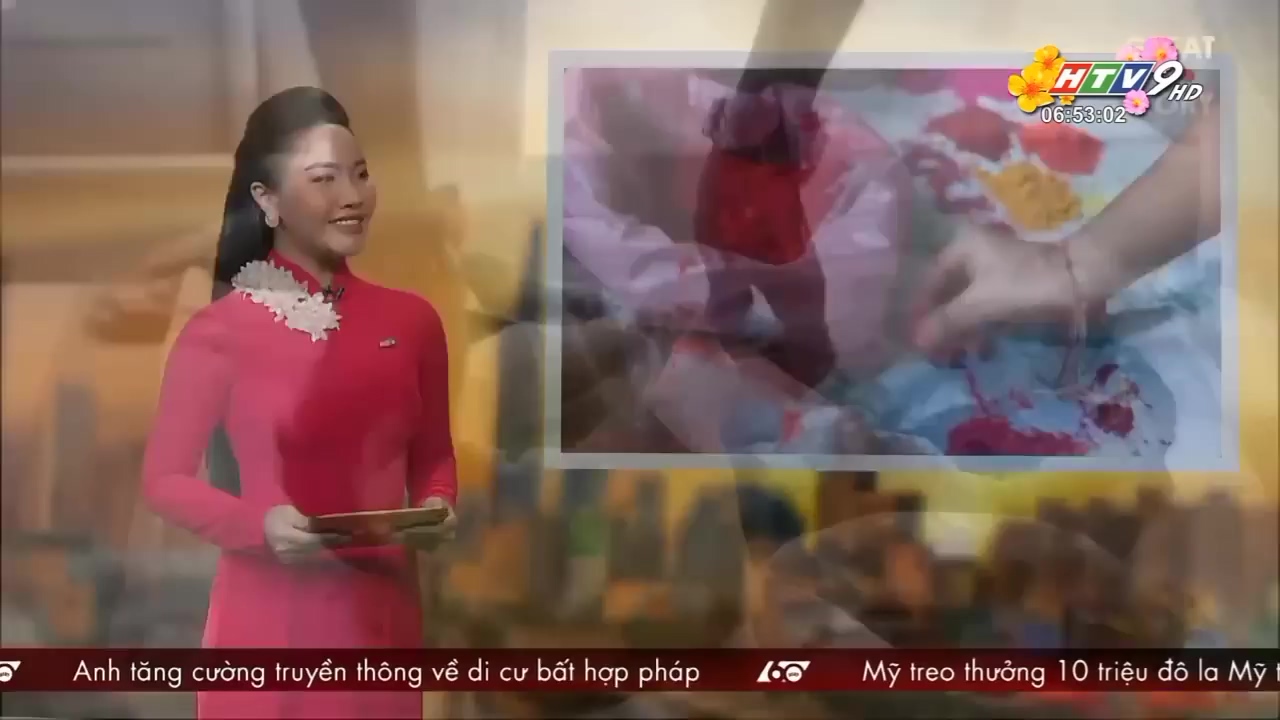 HTV9 HD
06:53:02
Anh tăng cường truyền thông về di cư bất hợp pháp
60
Mỹ treo thưởng 10 triệu đô la Mỹ